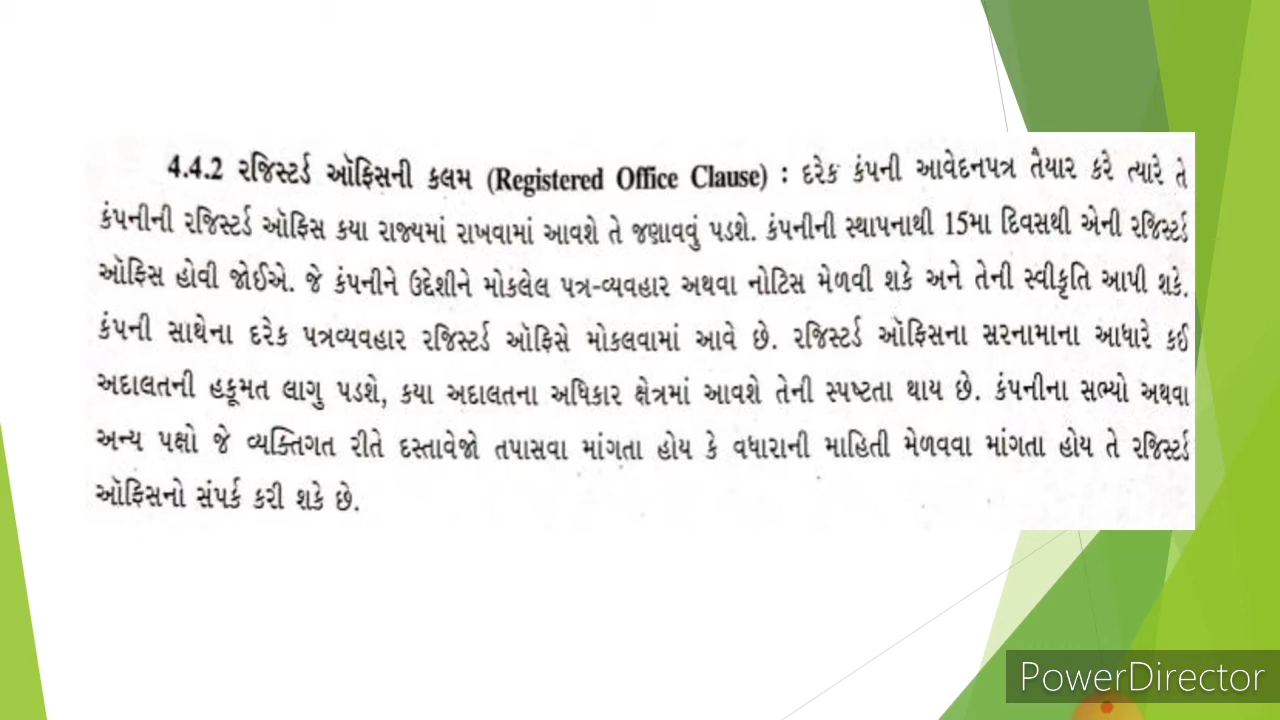 4.4.2 રજિસ્ટર્ડ ઑફિસની કલમ (Registered Office Clause) : દરેક કંપની આવેદનપત્ર તૈયાર કરે ત્યારે તે
કંપનીની રજિસ્ટર્ડ ઑફિસ કયા રાજ્યમાં રાખવામાં આવશે તે જણાવવું પડશે. કંપનીની સ્થાપનાથી 15મા દિવસથી એની રજિસ્ટર્ડ
ઑફિસ હોવી જોઈએ. જે કંપનીને ઉદ્દેશીને મોકલેલ પત્ર-વ્યવહાર અથવા નોટિસ મેળવી શકે અને તેની સ્વીકૃતિ આપી શકે.
કંપની સાથેના દરેક પત્રવ્યવહાર રજિસ્ટર્ડ ઑફિસે મોકલવામાં આવે છે. રજિસ્ટર્ડ ઑફિસના સરનામાના આધારે કઈ
અદાલતની હકૂમત લાગુ પડશે, કયા અદાલતના અધિકાર ક્ષેત્રમાં આવશે તેની સ્પષ્ટતા થાય છે. કંપનીના સભ્યો અથવા
અન્ય પક્ષો જે વ્યક્તિગત રીતે દસ્તાવેજો તપાસવા માંગતા હોય કે વધારાની માહિતી મેળવવા માંગતા હોય તે રજિસ્ટર્ડ
ઑફિસનો સંપર્ક કરી શકે છે.
PowerDirector